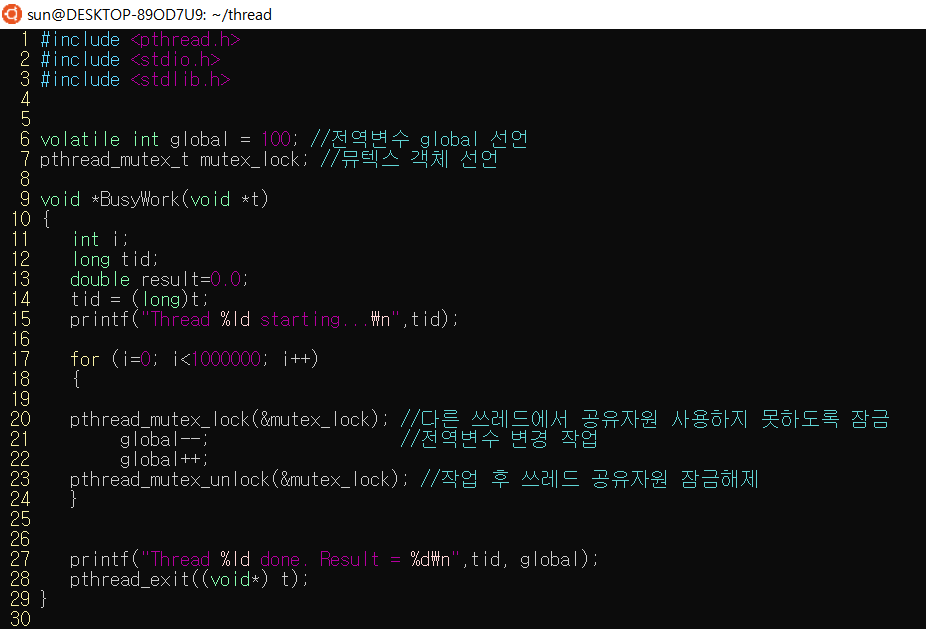 sun@DESKTOP-89OD7U9: ~/thread
1 #include <pthread.h>
2 #include <stdio.h>
3 #include <stdlib.h>
4
5
6 volatile int global = 100; //전역변수 global 선언
7 pthread_mutex_t mutex_lock; //뮤텍스 객체 선언
8
9 void *BusyWork(void *t)
10 {
11    int i;
12    long tid;
13    double result=0.0;
14    tid = (long)t;
15    printf("Thread %ld starting...₩n",tid);
16
17    for (i=0; i<1000000; i++)
18    {
19
20    pthread_mutex_lock(&mutex_lock); //다른 쓰레드에서 공유자원 사용하지 못하도록 잠금
21         global--;                   //전역변수 변경 작업
22         global++;
23    pthread_mutex_unlock(&mutex_lock); //작업 후 쓰레드 공유자원 잠금해제
24    }
25
26
27    printf("Thread %ld done. Result = %d₩n",tid, global);
28    pthread_exit((void*) t);
29 }
30